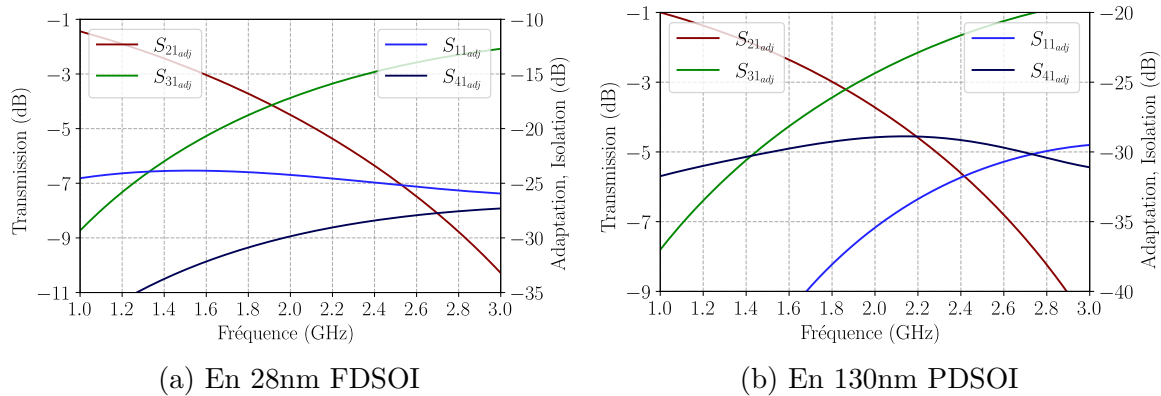 S21adj
S31adj
S11adj
S41adj
−1
−3
−5
−7
−9
−11
Transmission (dB)
−10
−15
−20
−25
−30
−35
Adaptation, Isolation (dB)
1.0 1.2 1.4 1.6 1.8 2.0 2.2 2.4 2.6 2.8 3.0
Fréquence (GHz)
(a) En 28nm FDSOI
S21adj
S31adj
S11adj
S41adj
−1
−3
−5
−7
−9
Transmission (dB)
−20
−25
−30
−35
−40
Adaptation, Isolation (dB)
1.0 1.2 1.4 1.6 1.8 2.0 2.2 2.4 2.6 2.8 3.0
Fréquence (GHz)
(b) En 130nm PDSOI